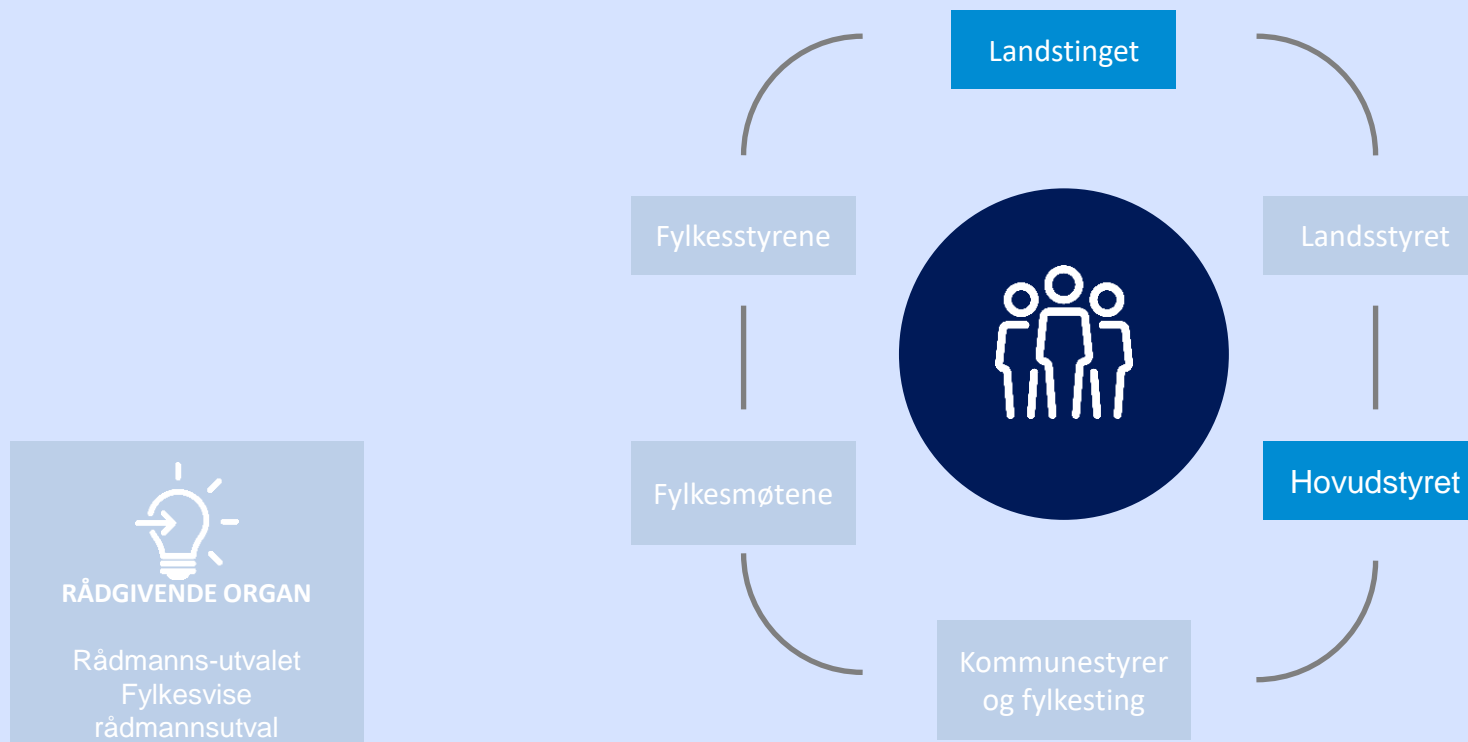 Landstinget
Fylkesstyrene
Landsstyret
Fylkesmøtene
Hovudstyret
Kommunestyrer
og fylkesting
RÅDGIVENDE ORGAN
Rådmanns-utvalet
Fylkesvise
rådmannsutval